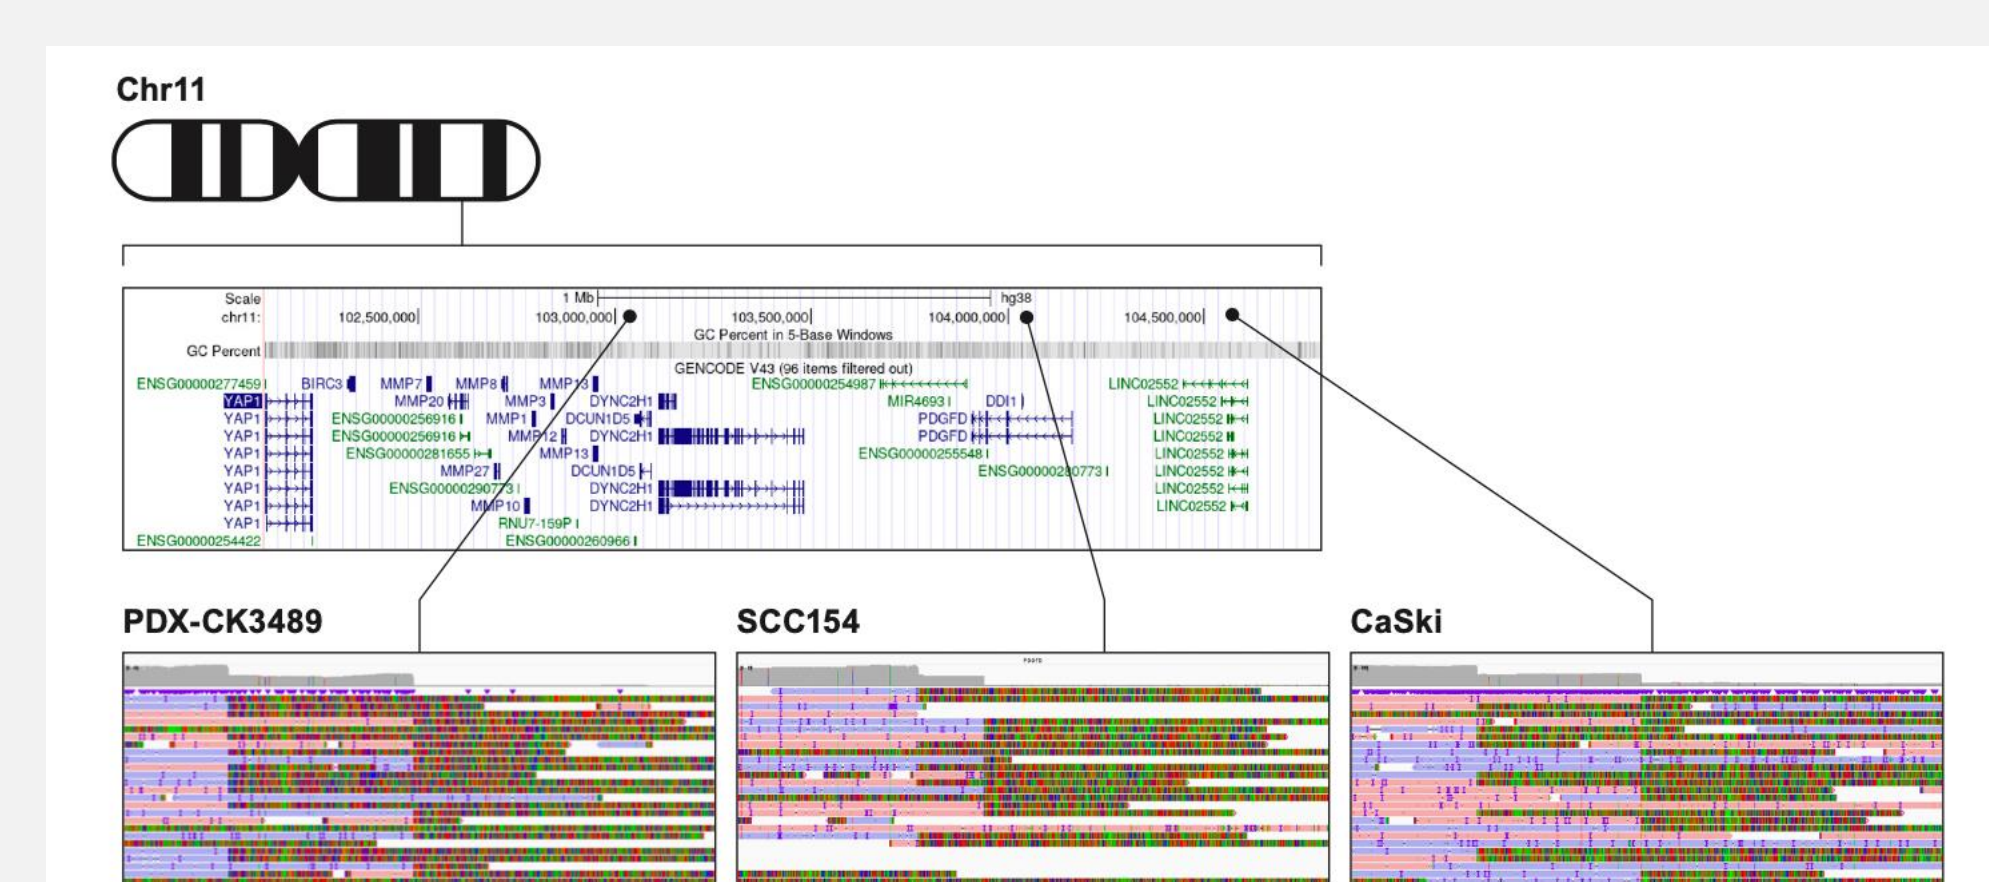 Chr11
Scale 1 Mb hg38
chr11: 102,500,000 103,000,000 103,500,000 104,000,000 104,500,000
GC Percent in 5-Base Windows
GC Percent
GENCODE V43 (96 items filtered out)
ENSG00000277459 BIRC3 MMP7 MMP8 MMP13 ENSG00000254987 LINC02552
YAP1 MMP20 MMP3 DYNC2H1 MIR4693 DDI1 LINC02552
YAP1 ENSG00000256916 MMP1 DCUN1D5 PDGFD LINC02552
YAP1 ENSG00000256916 MMP12 DYNC2H1 PDGFD LINC02552
YAP1 ENSG00000281655 MMP13 ENSG00000255548 LINC02552
YAP1 MMP27 DCUN1D5 ENSG00000280773 LINC02552
YAP1 ENSG00000290773 DYNC2H1 LINC02552
YAP1 MMP10 DYNC2H1 LINC02552
YAP1 RNU7-159P
ENSG00000254422 ENSG00000260966
PDX-CK3489 SCC154 CaSki